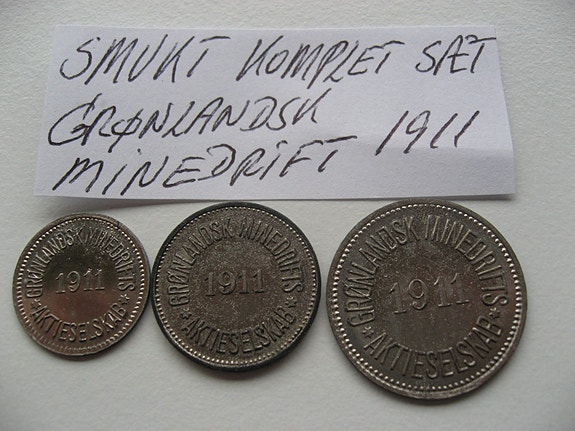 SMUKT KOMPLET SÆT
GRØNLANDSK
MINEDRIFT 1911
GRØNLANDSK MINEDRIFTS
1911
* AKTIESELSKAB *
GRØNLANDSK MINEDRIFTS
1911
* AKTIESELSKAB *
GRØNLANDSK MINEDRIFTS
1911
* AKTIESELSKAB *